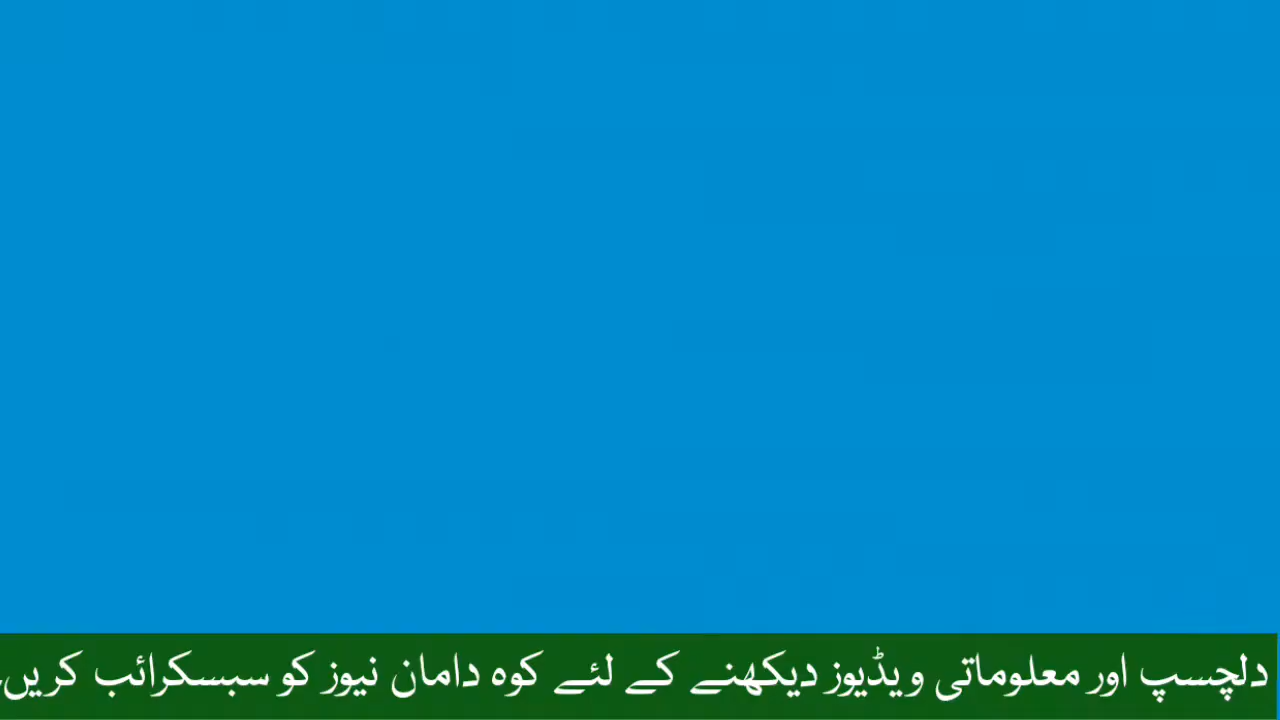 دلچسپ اور معلوماتی ویڈیوز دیکھنے کے لئے کوہ دامان نیوز کو سبسکرائب کریں۔